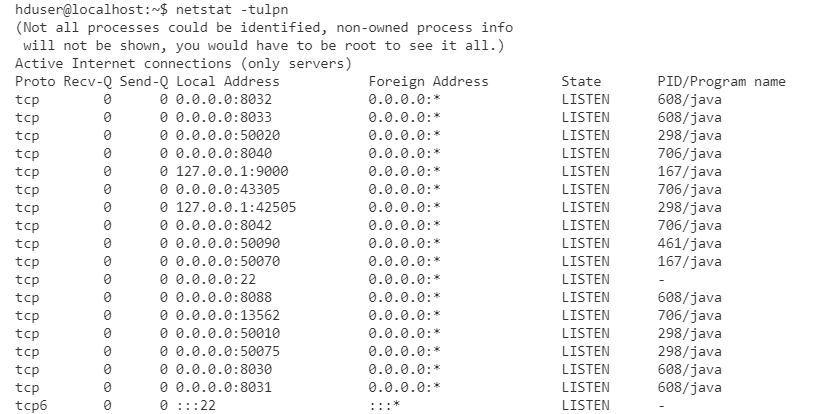 hduser@localhost:~$ netstat -tulpn
(Not all processes could be identified, non-owned process info
 will not be shown, you would have to be root to see it all.)
Active Internet connections (only servers)
Proto Recv-Q Send-Q Local Address           Foreign Address         State       PID/Program name
tcp        0      0 0.0.0.0:8032            0.0.0.0:*               LISTEN      608/java
tcp        0      0 0.0.0.0:8033            0.0.0.0:*               LISTEN      608/java
tcp        0      0 0.0.0.0:50020           0.0.0.0:*               LISTEN      298/java
tcp        0      0 0.0.0.0:8040            0.0.0.0:*               LISTEN      706/java
tcp        0      0 127.0.0.1:9000          0.0.0.0:*               LISTEN      167/java
tcp        0      0 0.0.0.0:43305           0.0.0.0:*               LISTEN      706/java
tcp        0      0 127.0.0.1:42505         0.0.0.0:*               LISTEN      298/java
tcp        0      0 0.0.0.0:8042            0.0.0.0:*               LISTEN      706/java
tcp        0      0 0.0.0.0:50090           0.0.0.0:*               LISTEN      461/java
tcp        0      0 0.0.0.0:50070           0.0.0.0:*               LISTEN      167/java
tcp        0      0 0.0.0.0:22              0.0.0.0:*               LISTEN      -
tcp        0      0 0.0.0.0:8088            0.0.0.0:*               LISTEN      608/java
tcp        0      0 0.0.0.0:13562           0.0.0.0:*               LISTEN      706/java
tcp        0      0 0.0.0.0:50010           0.0.0.0:*               LISTEN      298/java
tcp        0      0 0.0.0.0:50075           0.0.0.0:*               LISTEN      298/java
tcp        0      0 0.0.0.0:8030            0.0.0.0:*               LISTEN      608/java
tcp        0      0 0.0.0.0:8031            0.0.0.0:*               LISTEN      608/java
tcp6       0      0 :::22                   :::*                    LISTEN      -